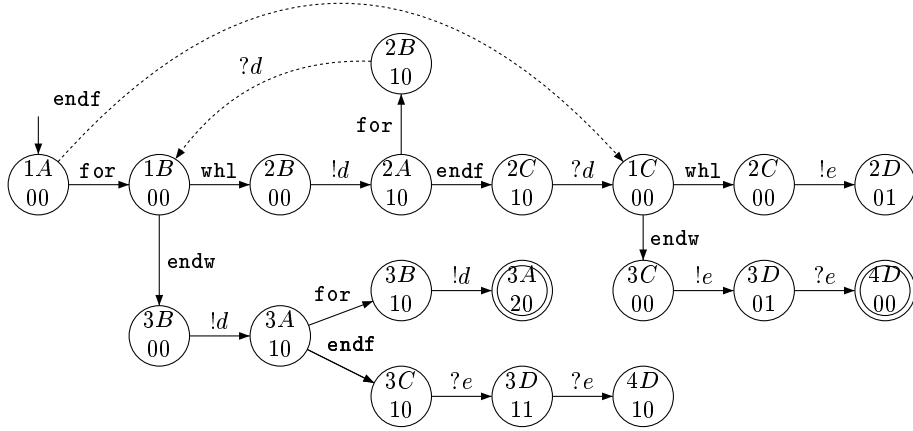 2B
10
?d
endf
for
1A
00
for
1B
00
whl
2B
00
!d
2A
10
endf
2C
10
?d
1C
00
whl
2C
00
!e
2D
01
endw
endw
3B
00
!d
3A
10
for
3B
10
!d
3A
20
3C
00
!e
3D
01
?e
4D
00
endf
3C
10
?e
3D
11
?e
4D
10